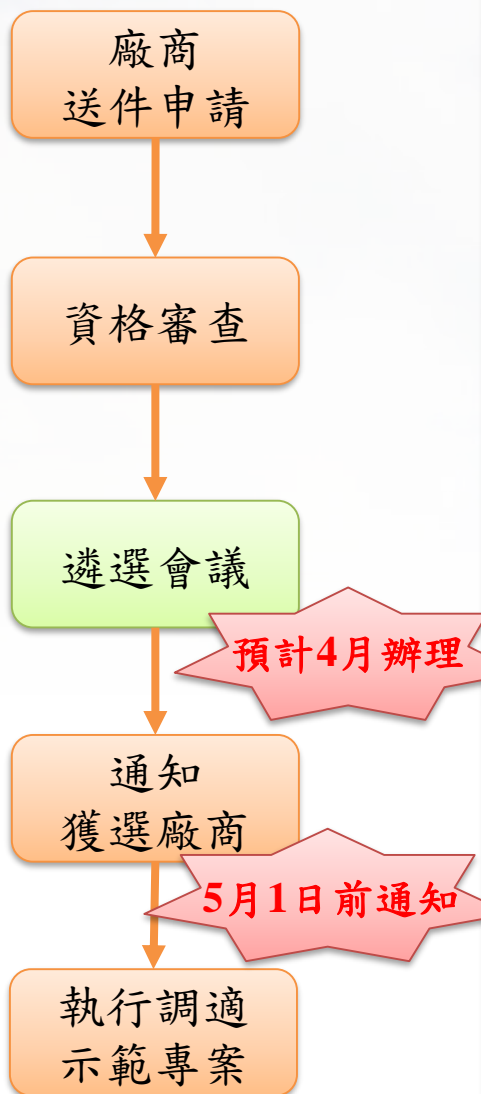 廠商
送件申請
資格審查
遴選會議
預計4月辦理
通知
獲選廠商
5月1日前通知
執行調適
示範專案